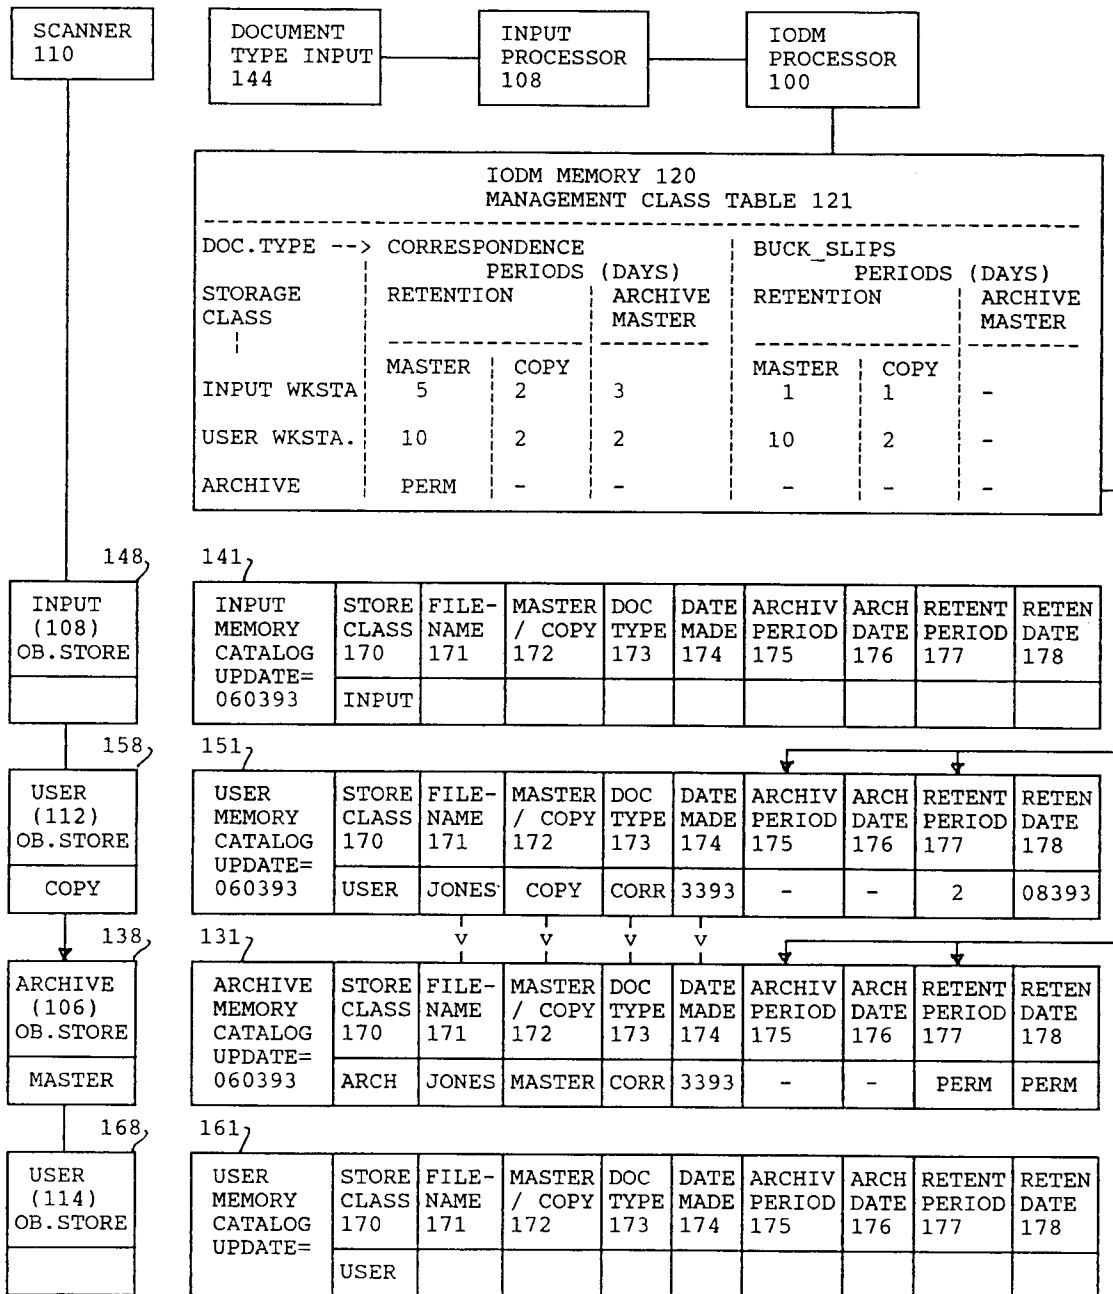 SCANNER
110
DOCUMENT
TYPE INPUT
144
INPUT
PROCESSOR
108
IODM
PROCESSOR
100
IODM MEMORY 120
MANAGEMENT CLASS TABLE 121
DOC.TYPE --> CORRESPONDENCE BUCK_SLIPS
PERIODS (DAYS) PERIODS (DAYS)
STORAGE RETENTION ARCHIVE RETENTION ARCHIVE
CLASS MASTER MASTER
MASTER COPY MASTER COPY
INPUT WKSTA 5 2 3 1 1 -
USER WKSTA. 10 2 2 10 2 -
ARCHIVE PERM - - - - -
148 141
INPUT
(108)
OB.STORE
INPUT
MEMORY
CATALOG
UPDATE=
060393
STORE FILE- MASTER DOC DATE ARCHIV ARCH RETENT RETEN
CLASS NAME / COPY TYPE MADE PERIOD DATE PERIOD DATE
170 171 172 173 174 175 176 177 178
INPUT
158 151
USER
(112)
OB.STORE
COPY
USER
MEMORY
CATALOG
UPDATE=
060393
STORE FILE- MASTER DOC DATE ARCHIV ARCH RETENT RETEN
CLASS NAME / COPY TYPE MADE PERIOD DATE PERIOD DATE
170 171 172 173 174 175 176 177 178
USER JONES COPY CORR 3393 - - 2 08393
v v v v
138 131
ARCHIVE
(106)
OB.STORE
MASTER
ARCHIVE
MEMORY
CATALOG
UPDATE=
060393
STORE FILE- MASTER DOC DATE ARCHIV ARCH RETENT RETEN
CLASS NAME / COPY TYPE MADE PERIOD DATE PERIOD DATE
170 171 172 173 174 175 176 177 178
ARCH JONES MASTER CORR 3393 - - PERM PERM
168 161
USER
(114)
OB.STORE
USER
MEMORY
CATALOG
UPDATE=
STORE FILE- MASTER DOC DATE ARCHIV ARCH RETENT RETEN
CLASS NAME / COPY TYPE MADE PERIOD DATE PERIOD DATE
170 171 172 173 174 175 176 177 178
USER